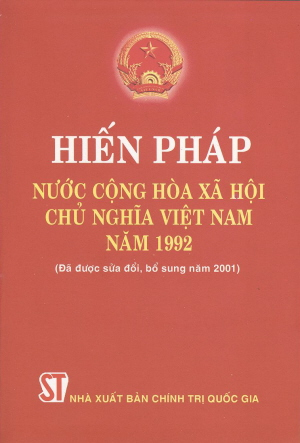 HIẾN PHÁP
NƯỚC CỘNG HÒA XÃ HỘI
CHỦ NGHĨA VIỆT NAM
NĂM 1992
(Đã được sửa đổi, bổ sung năm 2001)
ST
NHÀ XUẤT BẢN CHÍNH TRỊ QUỐC GIA